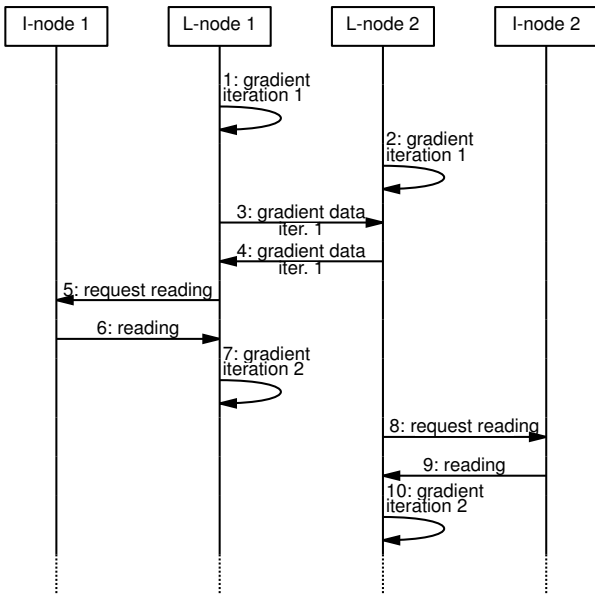 I-node 1
L-node 1
L-node 2
I-node 2
1: gradient
iteration 1
2: gradient
iteration 1
3: gradient data
iter. 1
4: gradient data
iter. 1
5: request reading
6: reading
7: gradient
iteration 2
8: request reading
9: reading
10: gradient
iteration 2